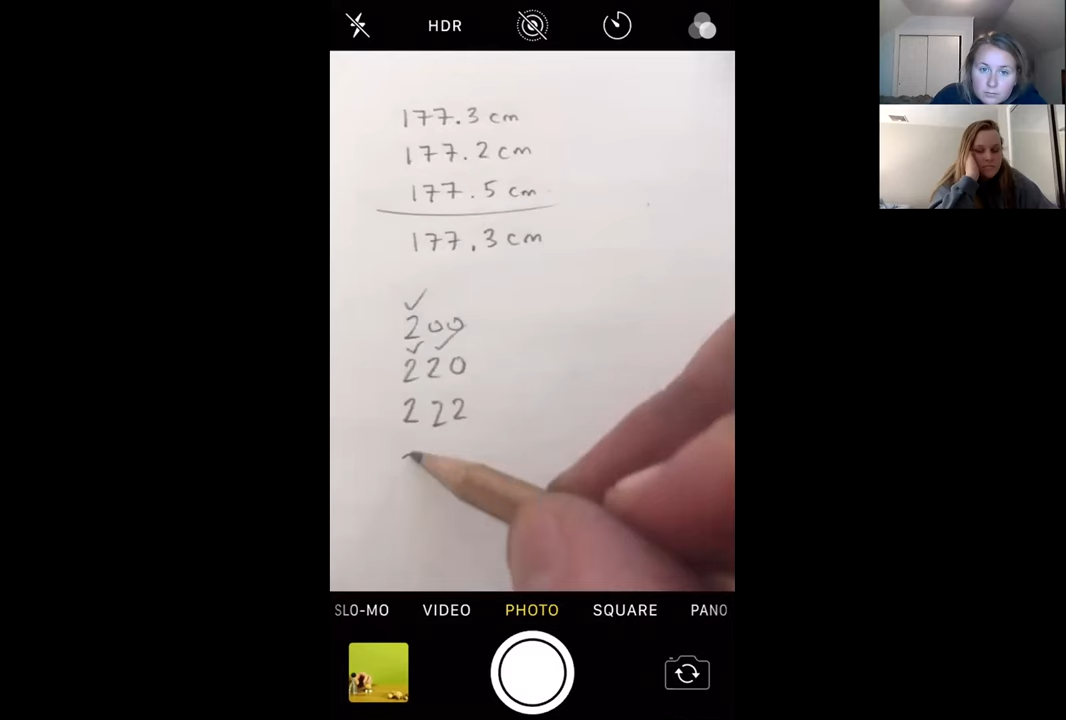 HDR
177.3 cm
177.2 cm
177.5 cm
177.3 cm
200
220
222
SLO-MO VIDEO PHOTO SQUARE PANO